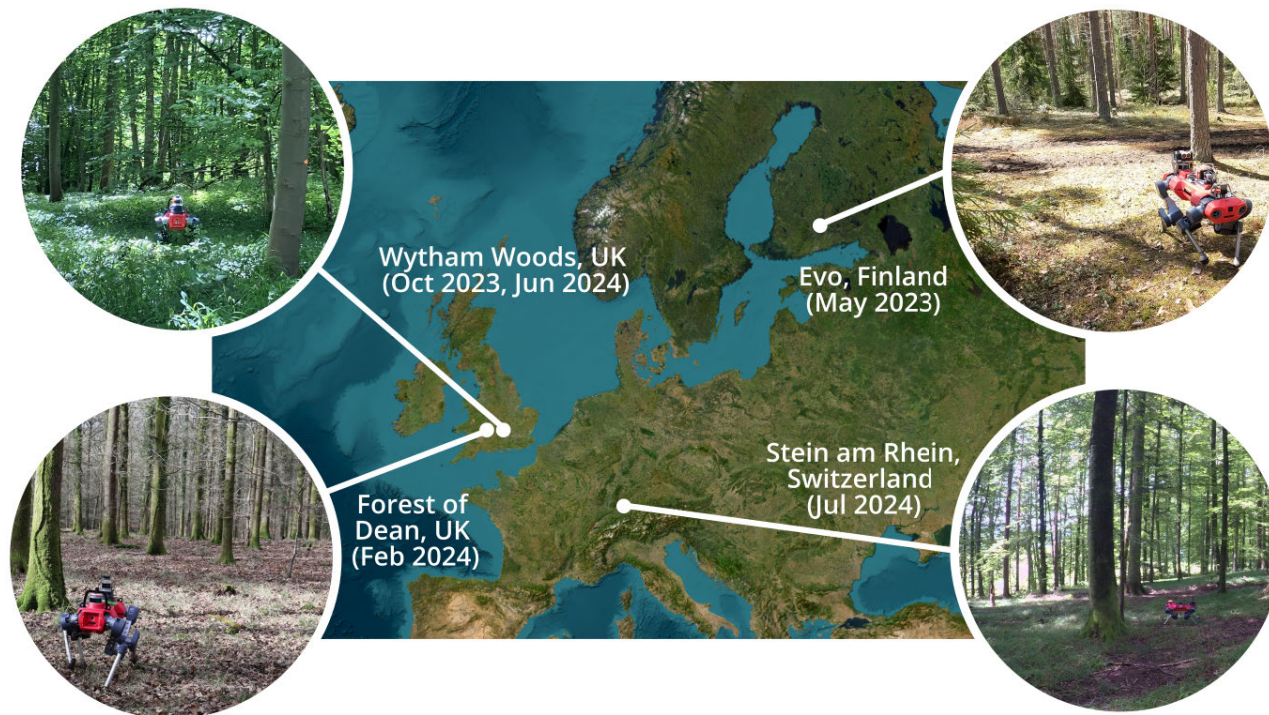 Wytham Woods, UK
(Oct 2023, Jun 2024)
Evo, Finland
(May 2023)
Forest of
Dean, UK
(Feb 2024)
Stein am Rhein,
Switzerland
(Jul 2024)